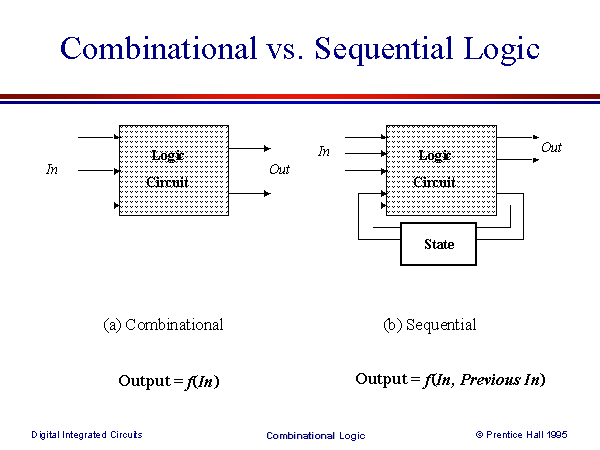 Combinational vs. Sequential Logic
In
Logic
Circuit
Out
In
Logic
Circuit
Out
State
(a) Combinational
(b) Sequential
Output = f(In)
Output = f(In, Previous In)
Digital Integrated Circuits
Combinational Logic
© Prentice Hall 1995